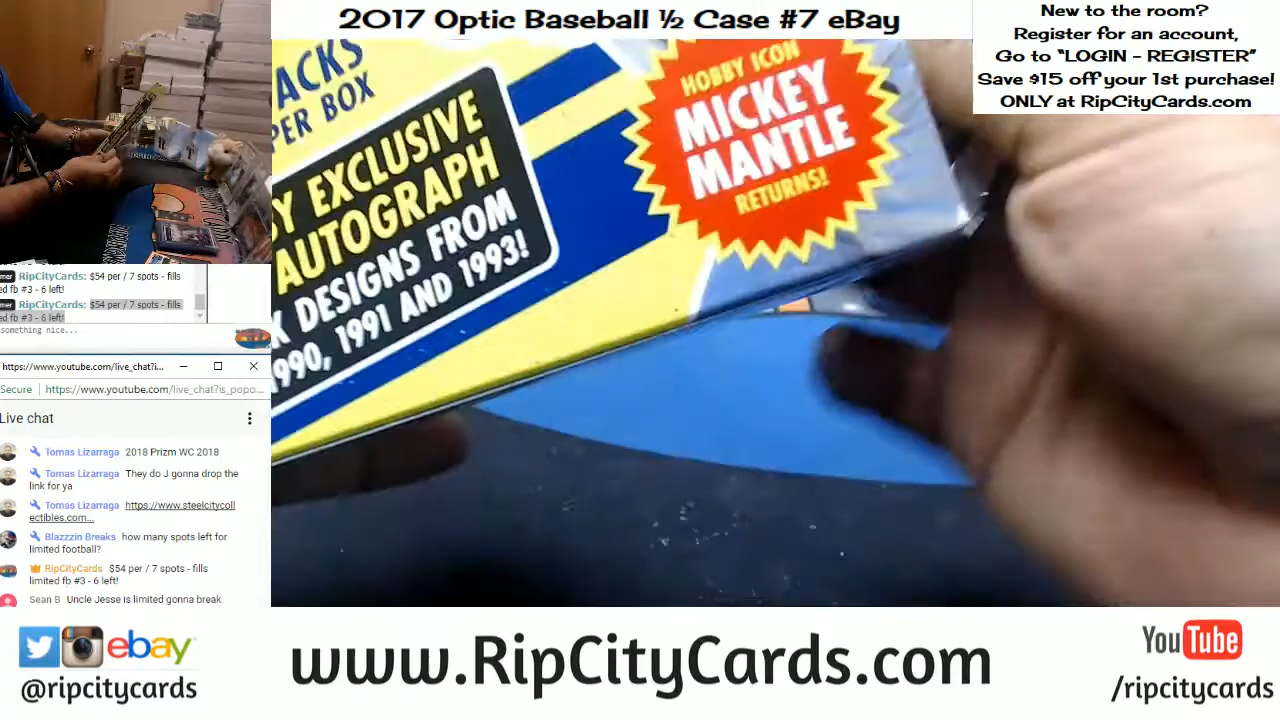 2017 Optic Baseball ½ Case #7 eBay
New to the room?
Register for an account,
Go to "LOGIN - REGISTER"
Save $15 off your 1st purchase!
ONLY at RipCityCards.com
ACKS
PER BOX
Y EXCLUSIVE
AUTOGRAPH
K DESIGNS FROM
1990, 1991 AND 1993!
HOBBY ICON
MICKEY
MANTLE
RETURNS!
RipCityCards: $54 per / 7 spots - fills
ed fb #3 - 6 left!
RipCityCards: $54 per / 7 spots - fills
ed fb #3 - 6 left!
something nice...
https://www.youtube.com/live_chat?i...
Secure https://www.youtube.com/live_chat?is_popo...
Live chat
Tomas Lizarraga 2018 Prizm WC 2018
Tomas Lizarraga They do J gonna drop the
link for ya
Tomas Lizarraga https://www.steelcitycoll
ectibles.com...
Blazzzin Breaks how many spots left for
limited football?
RipCityCards $54 per / 7 spots - fills
limited fb #3 - 6 left!
Sean B Uncle Jesse is limited gonna break
ebay
@ripcitycards
www.RipCityCards.com
YouTube
/ripcitycards